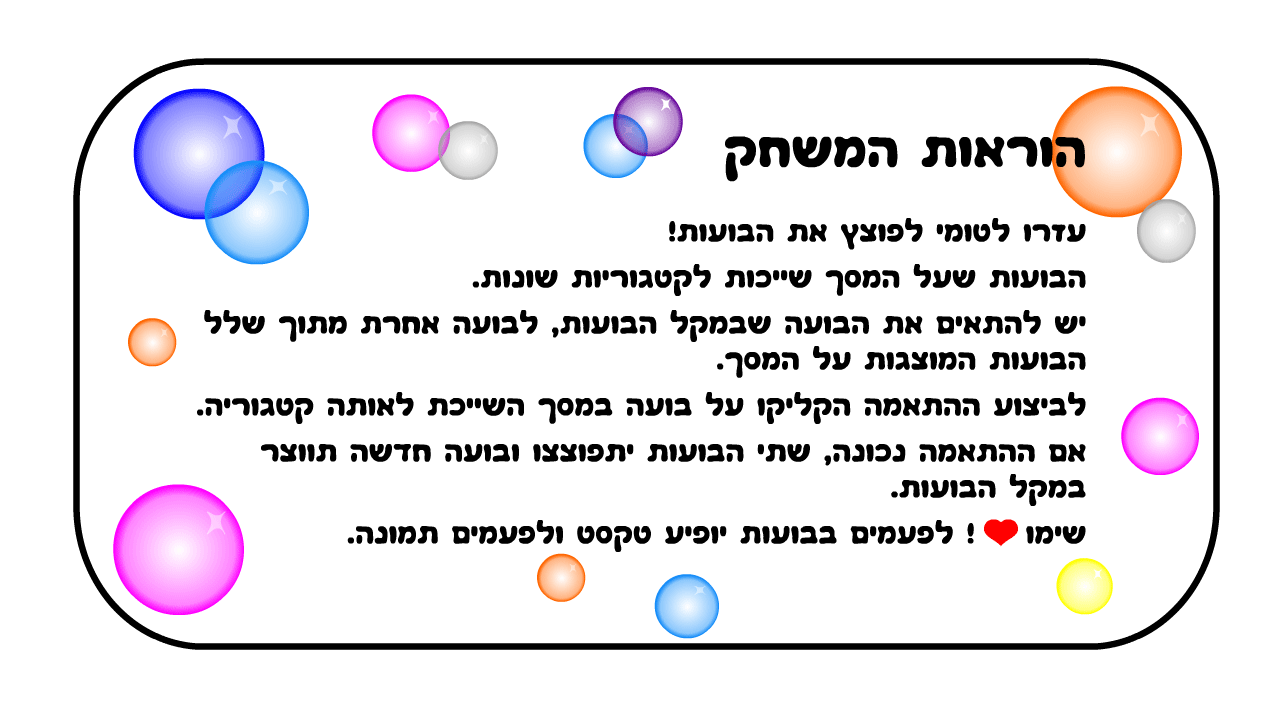 הוראות המשחק
עזרו לטומי לפוצץ את הבועות!
הבועות שעל המסך שייכות לקטגוריות שונות.
יש להתאים את הבועה שבמקל הבועות, לבועה אחרת מתוך שלל
הבועות המוצגות על המסך.
לביצוע ההתאמה הקליקו על בועה במסך השייכת לאותה קטגוריה.
אם ההתאמה נכונה, שתי הבועות יתפוצצו ובועה חדשה תווצר
במקל הבועות.
שימו ❤! לפעמים בבועות יופיע טקסט ולפעמים תמונה.